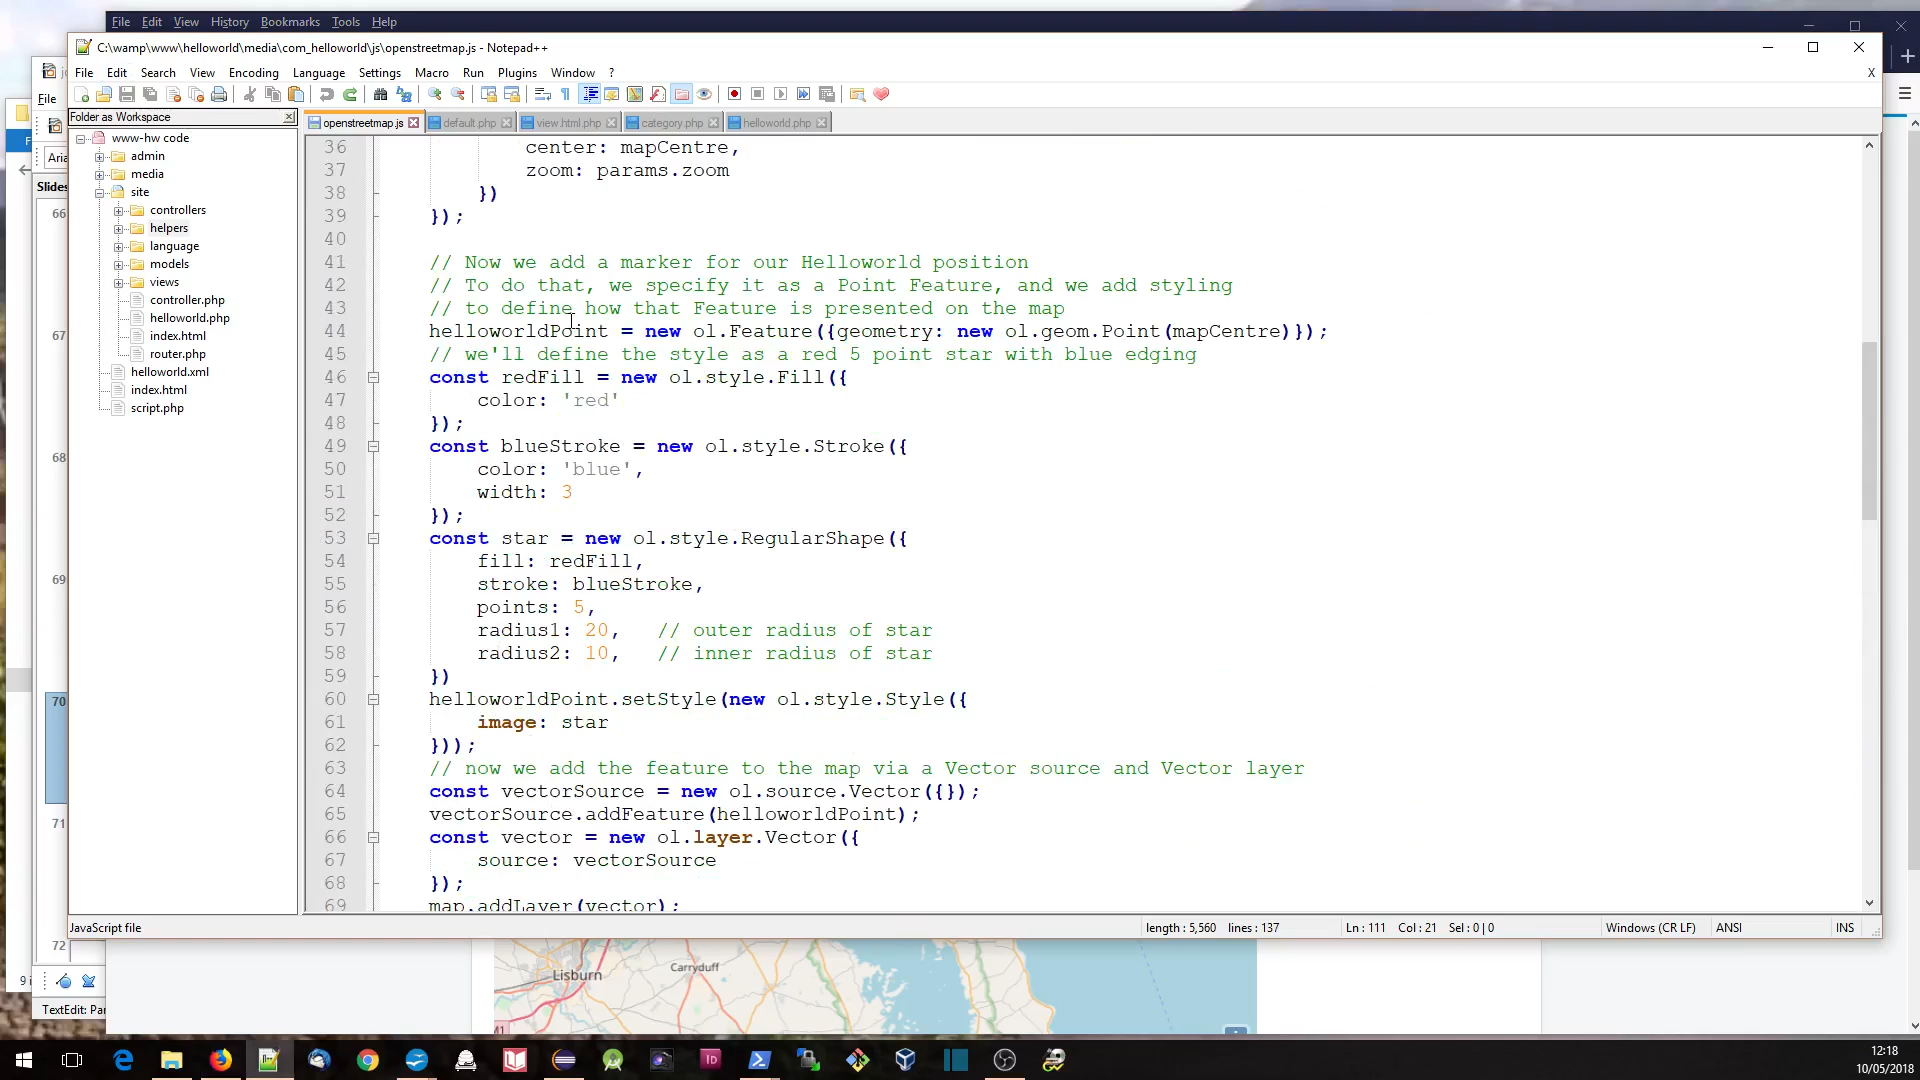 File Edit View History Bookmarks Tools Help
C:\wamp\www\helloworld\media\com_helloworld\js\openstreetmap.js - Notepad++
File Edit Search View Encoding Language Settings Macro Run Plugins Window ? X
File
Folder as Workspace
openstreetmap.js default.php view.html.php category.php helloworld.php
www-hw code
admin
media
site
controllers
helpers
language
models
views
controller.php
helloworld.php
index.html
router.php
helloworld.xml
index.html
script.php
Aria
Slides
66
67
68
69
70
71
72
36 center: mapCentre,
37 zoom: params.zoom
38 })
39 });
40
41 // Now we add a marker for our Helloworld position
42 // To do that, we specify it as a Point Feature, and we add styling
43 // to define how that Feature is presented on the map
44 helloworldPoint = new ol.Feature({geometry: new ol.geom.Point(mapCentre)});
45 // we'll define the style as a red 5 point star with blue edging
46 const redFill = new ol.style.Fill({
47 color: 'red'
48 });
49 const blueStroke = new ol.style.Stroke({
50 color: 'blue',
51 width: 3
52 });
53 const star = new ol.style.RegularShape({
54 fill: redFill,
55 stroke: blueStroke,
56 points: 5,
57 radius1: 20, // outer radius of star
58 radius2: 10, // inner radius of star
59 })
60 helloworldPoint.setStyle(new ol.style.Style({
61 image: star
62 }));
63 // now we add the feature to the map via a Vector source and Vector layer
64 const vectorSource = new ol.source.Vector({});
65 vectorSource.addFeature(helloworldPoint);
66 const vector = new ol.layer.Vector({
67 source: vectorSource
68 });
69 map.addLayer(vector);
JavaScript file length : 5,560 lines : 137 Ln : 111 Col : 21 Sel : 0 | 0 Windows (CR LF) ANSI INS
Lisburn
Carryduff
M1
TextEdit: Par
12:18
10/05/2018